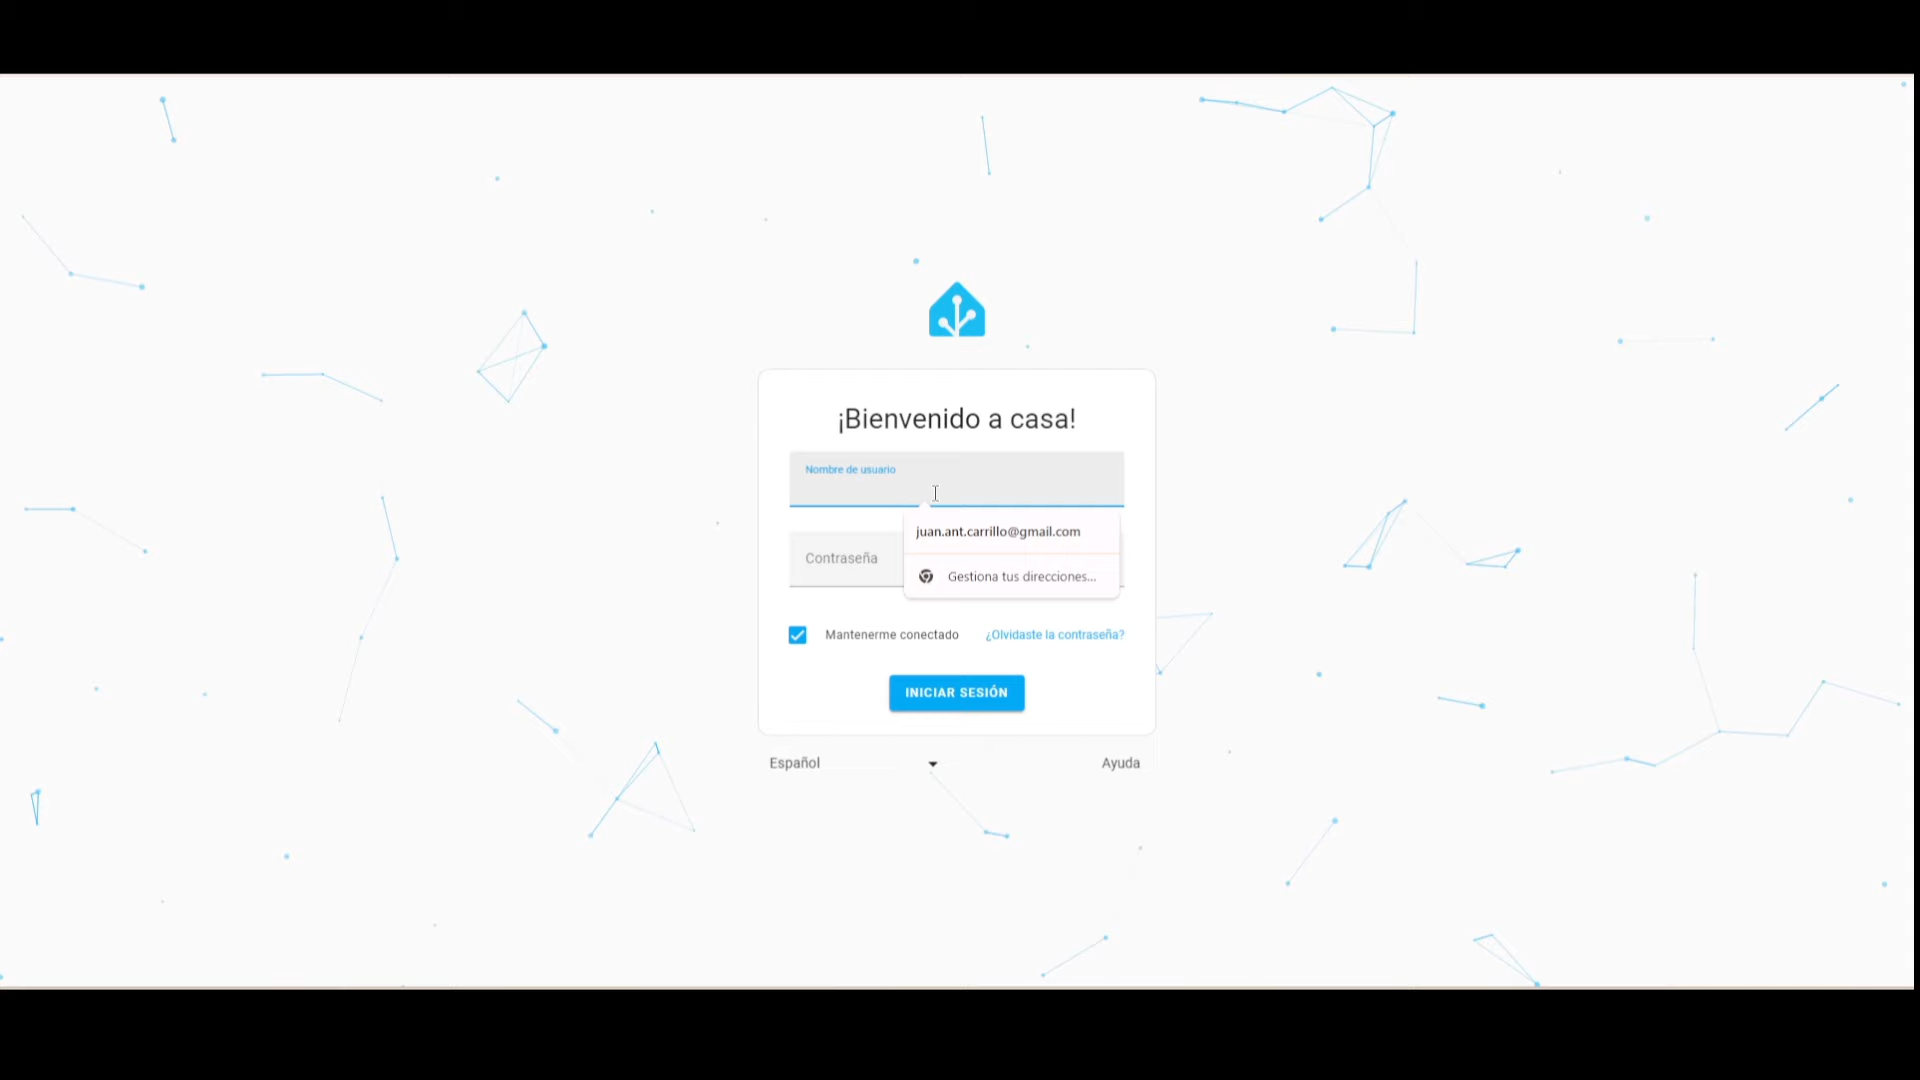 ¡Bienvenido a casa!
Nombre de usuario
juan.ant.carrillo@gmail.com
Contraseña
Gestiona tus direcciones...
Mantenerme conectado
¿Olvidaste la contraseña?
INICIAR SESIÓN
Español
Ayuda